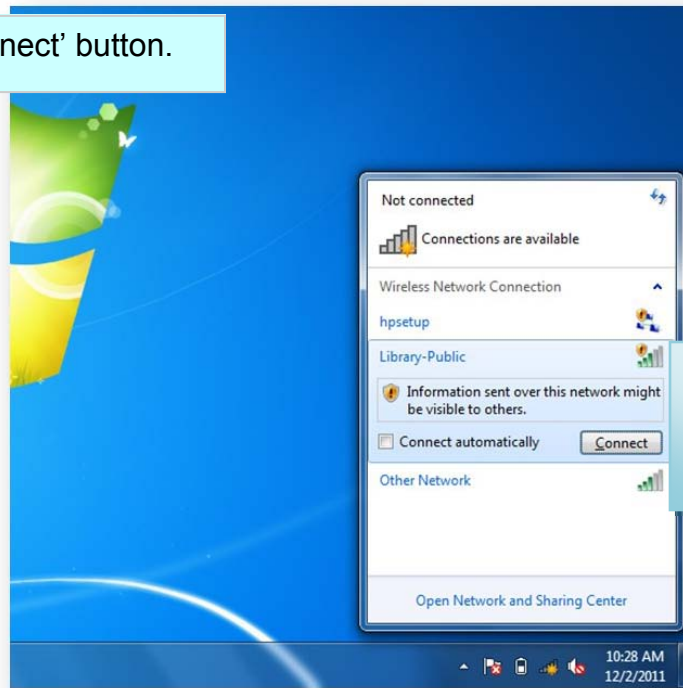 nect’ button.
Not connected
Connections are available
Wireless Network Connection
hpsetup
Library-Public
Information sent over this network might
be visible to others.
Connect automatically
Connect
Other Network
Open Network and Sharing Center
10:28 AM
12/2/2011